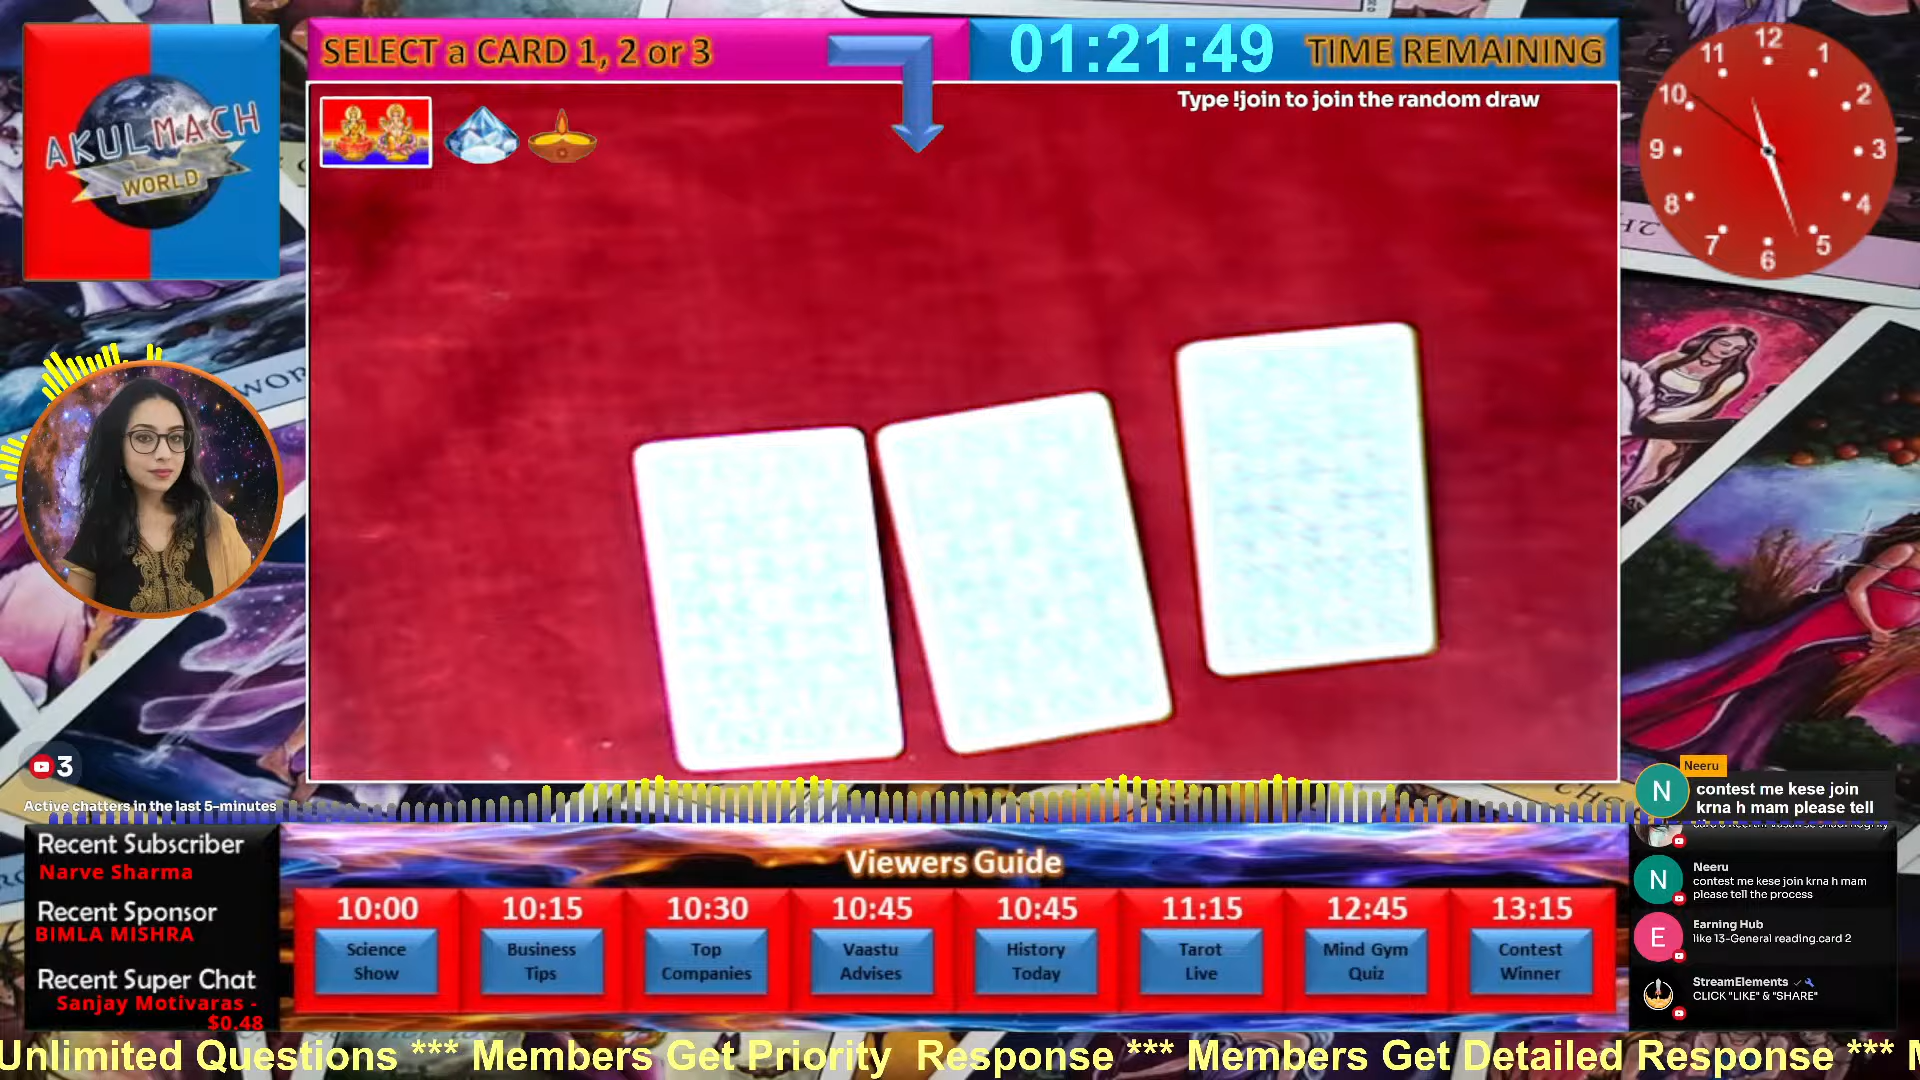 SELECT a CARD 1, 2 or 3
01:21:49 TIME REMAINING
Type !join to join the random draw
AKULMACH
WORLD
12
11
1
10
2
9
3
8
4
7
5
6
WOR
3
Active chatters in the last 5-minutes
Recent Subscriber
Narve Sharma
Recent Sponsor
BIMLA MISHRA
Recent Super Chat
Sanjay Motivaras -
$0.48
Viewers Guide
10:00
Science
Show
10:15
Business
Tips
10:30
Top
Companies
10:45
Vaastu
Advises
10:45
History
Today
11:15
Tarot
Live
12:45
Mind Gym
Quiz
13:15
Contest
Winner
Neeru
N
contest me kese join
krna h mam please tell
N
Neeru
contest me kese join krna h mam
please tell the process
E
Earning Hub
like 13-General reading.card 2
StreamElements
CLICK "LIKE" & "SHARE"
Unlimited Questions *** Members Get Priority Response *** Members Get Detailed Response *** M